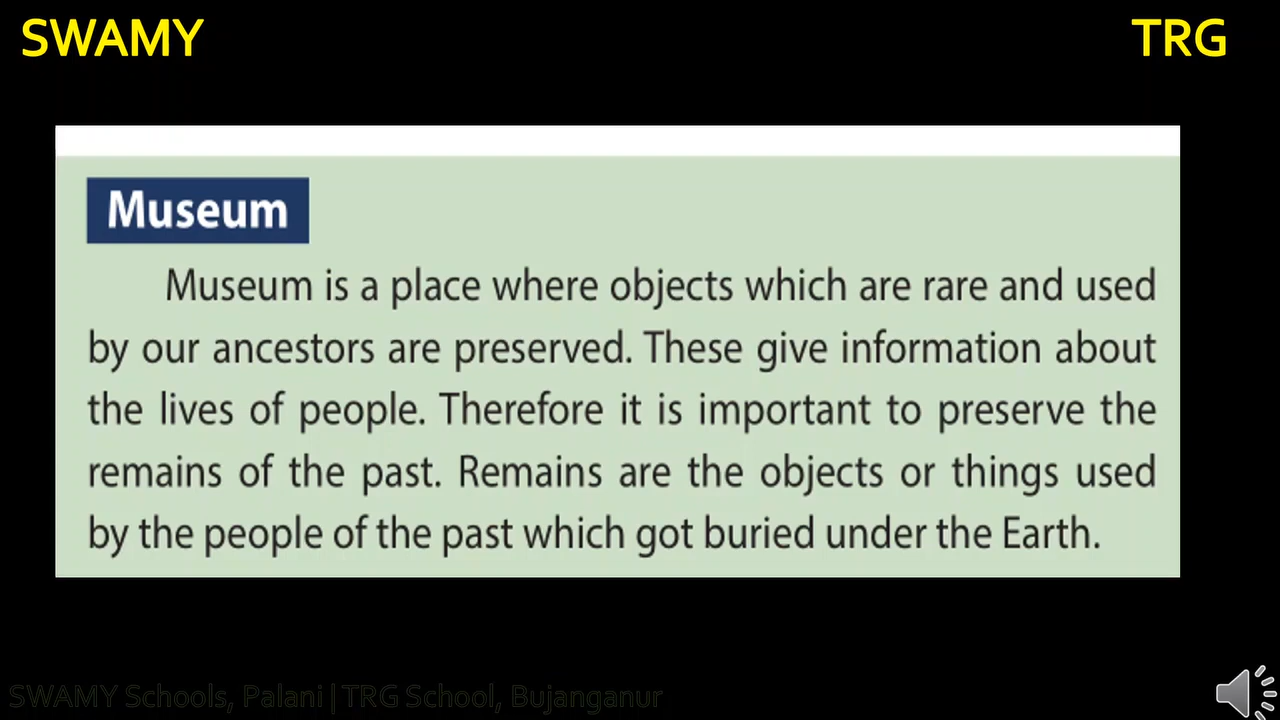 SWAMY
TRG
Museum
Museum is a place where objects which are rare and used
by our ancestors are preserved. These give information about
the lives of people. Therefore it is important to preserve the
remains of the past. Remains are the objects or things used
by the people of the past which got buried under the Earth.
SWAMY Schools, Palani | TRG School, Bujanganur